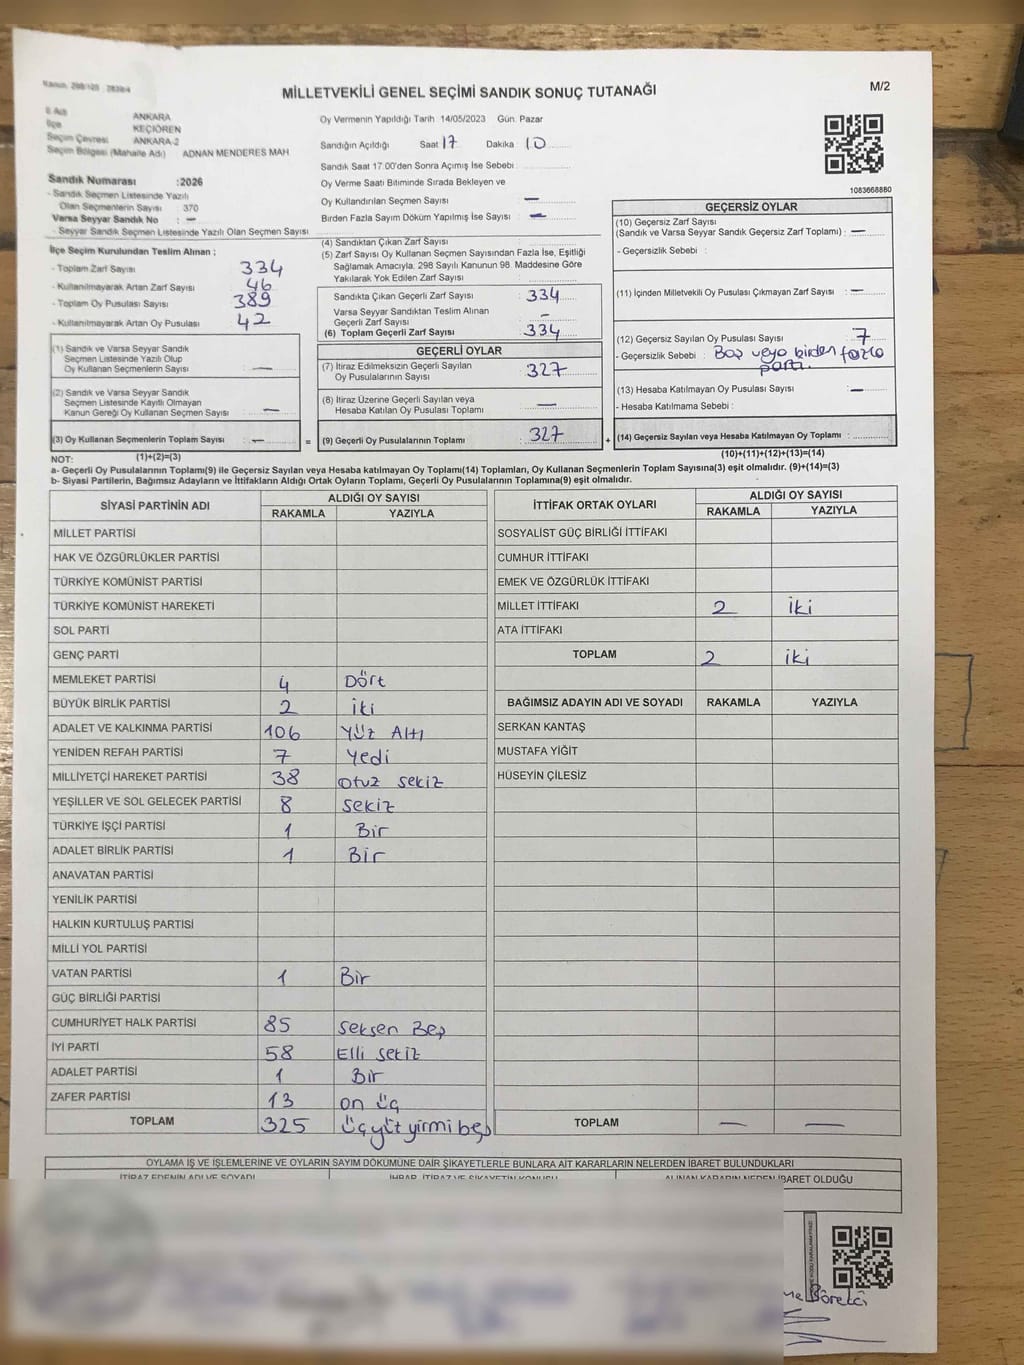 Kanun: 298/105 2839/4
MİLLETVEKİLİ GENEL SEÇİMİ SANDIK SONUÇ TUTANAĞI
M/2
İl Adı ANKARA
İlçe KEÇİÖREN
Seçim Çevresi ANKARA-2
Seçim Bölgesi (Mahalle Adı) ADNAN MENDERES MAH
Sandık Numarası :2026
- Sandık Seçmen Listesinde Yazılı
Olan Seçmenlerin Sayısı : 370
Varsa Seyyar Sandık No : —
- Seyyar Sandık Seçmen Listesinde Yazılı Olan Seçmen Sayısı
Oy Vermenin Yapıldığı Tarih 14/05/2023 Gün. Pazar
Sandığın Açıldığı Saat 17 Dakika 10
Sandık Saat 17.00'den Sonra Açımış İse Sebebi
Oy Verme Saati Bitiminde Sırada Bekleyen ve
Oy Kullandırılan Seçmen Sayısı : —
Birden Fazla Sayım Döküm Yapılmış İse Sayısı : —
1083668880
İlçe Seçim Kurulundan Teslim Alınan :
- Toplam Zarf Sayısı 334
- Kullanılmayarak Artan Zarf Sayısı 46
- Toplam Oy Pusulası Sayısı 389
- Kullanılmayarak Artan Oy Pusulası 42
(1) Sandık ve Varsa Seyyar Sandık
Seçmen Listesinde Yazılı Olup
Oy Kullanan Seçmenlerin Sayısı : —
(2) Sandık ve Varsa Seyyar Sandık
Seçmen Listesinde Kayıtlı Olmayan
Kanun Gereği Oy Kullanan Seçmen Sayısı : —
(3) Oy Kullanan Seçmenlerin Toplam Sayısı : —
(4) Sandıktan Çıkan Zarf Sayısı
(5) Zarf Sayısı Oy Kullanan Seçmen Sayısından Fazla İse, Eşitliği
Sağlamak Amacıyla, 298 Sayılı Kanunun 98. Maddesine Göre
Yakılarak Yok Edilen Zarf Sayısı :
Sandıkta Çıkan Geçerli Zarf Sayısı : 334
Varsa Seyyar Sandıktan Teslim Alınan
Geçerli Zarf Sayısı : —
(6) Toplam Geçerli Zarf Sayısı : 334
GEÇERLİ OYLAR
(7) İtiraz Edilmeksizin Geçerli Sayılan
Oy Pusulalarının Sayısı : 327
(8) İtiraz Üzerine Geçerli Sayılan veya
Hesaba Katılan Oy Pusulası Toplamı : —
= (9) Geçerli Oy Pusulalarının Toplamı : 327
GEÇERSİZ OYLAR
(10) Geçersiz Zarf Sayısı
(Sandık ve Varsa Seyyar Sandık Geçersiz Zarf Toplamı) : —
- Geçersizlik Sebebi :
(11) İçinden Milletvekili Oy Pusulası Çıkmayan Zarf Sayısı : —
(12) Geçersiz Sayılan Oy Pusulası Sayısı : 7
- Geçersizlik Sebebi : Boş veya birden fazla
parti.
(13) Hesaba Katılmayan Oy Pusulası Sayısı : —
- Hesaba Katılmama Sebebi :
+ (14) Geçersiz Sayılan veya Hesaba Katılmayan Oy Toplamı :
NOT: (1)+(2)=(3)
(10)+(11)+(12)+(13)=(14)
a- Geçerli Oy Pusulalarının Toplamı(9) ile Geçersiz Sayılan veya Hesaba katılmayan Oy Toplamı(14) Toplamları, Oy Kullanan Seçmenlerin Toplam Sayısına(3) eşit olmalıdır. (9)+(14)=(3)
b- Siyasi Partilerin, Bağımsız Adayların ve İttifakların Aldığı Ortak Oyların Toplamı, Geçerli Oy Pusulalarının Toplamına(9) eşit olmalıdır.
SİYASİ PARTİNİN ADI ALDIĞI OY SAYISI
RAKAMLA YAZIYLA
MİLLET PARTİSİ
HAK VE ÖZGÜRLÜKLER PARTİSİ
TÜRKİYE KOMÜNİST PARTİSİ
TÜRKİYE KOMÜNİST HAREKETİ
SOL PARTİ
GENÇ PARTİ
MEMLEKET PARTİSİ 4 Dört
BÜYÜK BİRLİK PARTİSİ 2 iki
ADALET VE KALKINMA PARTİSİ 106 Yüz Altı
YENİDEN REFAH PARTİSİ 7 Yedi
MİLLİYETÇİ HAREKET PARTİSİ 38 Otuz sekiz
YEŞİLLER VE SOL GELECEK PARTİSİ 8 Sekiz
TÜRKİYE İŞÇİ PARTİSİ 1 Bir
ADALET BİRLİK PARTİSİ 1 Bir
ANAVATAN PARTİSİ
YENİLİK PARTİSİ
HALKIN KURTULUŞ PARTİSİ
MİLLİ YOL PARTİSİ
VATAN PARTİSİ 1 Bir
GÜÇ BİRLİĞİ PARTİSİ
CUMHURİYET HALK PARTİSİ 85 Seksen Beş
İYİ PARTİ 58 Elli sekiz
ADALET PARTİSİ 1 Bir
ZAFER PARTİSİ 13 on üç
TOPLAM 325 üçyüz yirmi beş
İTTİFAK ORTAK OYLARI ALDIĞI OY SAYISI
RAKAMLA YAZIYLA
SOSYALİST GÜÇ BİRLİĞİ İTTİFAKI
CUMHUR İTTİFAKI
EMEK VE ÖZGÜRLÜK İTTİFAKI
MİLLET İTTİFAKI 2 iki
ATA İTTİFAKI
TOPLAM 2 iki
BAĞIMSIZ ADAYIN ADI VE SOYADI RAKAMLA YAZIYLA
SERKAN KANTAŞ
MUSTAFA YİĞİT
HÜSEYİN ÇİLESİZ
TOPLAM — —
OYLAMA İŞ VE İŞLEMLERİNE VE OYLARIN SAYIM DÖKÜMÜNE DAİR ŞİKAYETLERLE BUNLARA AİT KARARLARIN NELERDEN İBARET BULUNDUKLARI
İTİRAZ EDENİN ADI VE SOYADI İHBAR, İTİRAZ VE ŞİKAYETİN KONUSU ALINAN KARARIN NEDEN İBARET OLDUĞU